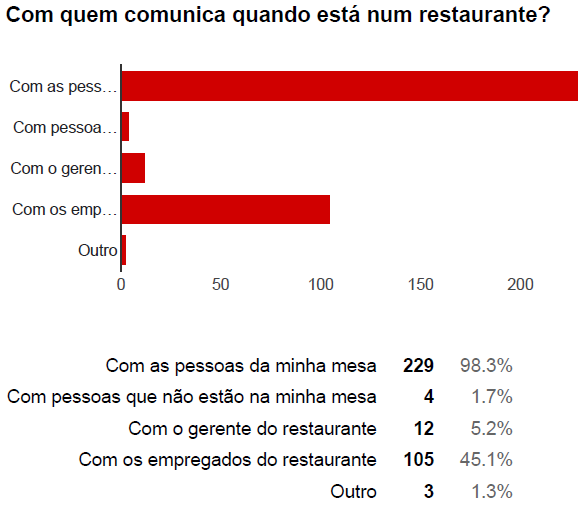 Com quem comunica quando está num restaurante?
Com as pess…
Com pessoa…
Com o geren…
Com os emp…
Outro
0 50 100 150 200
Com as pessoas da minha mesa 229 98.3%
Com pessoas que não estão na minha mesa 4 1.7%
Com o gerente do restaurante 12 5.2%
Com os empregados do restaurante 105 45.1%
Outro 3 1.3%